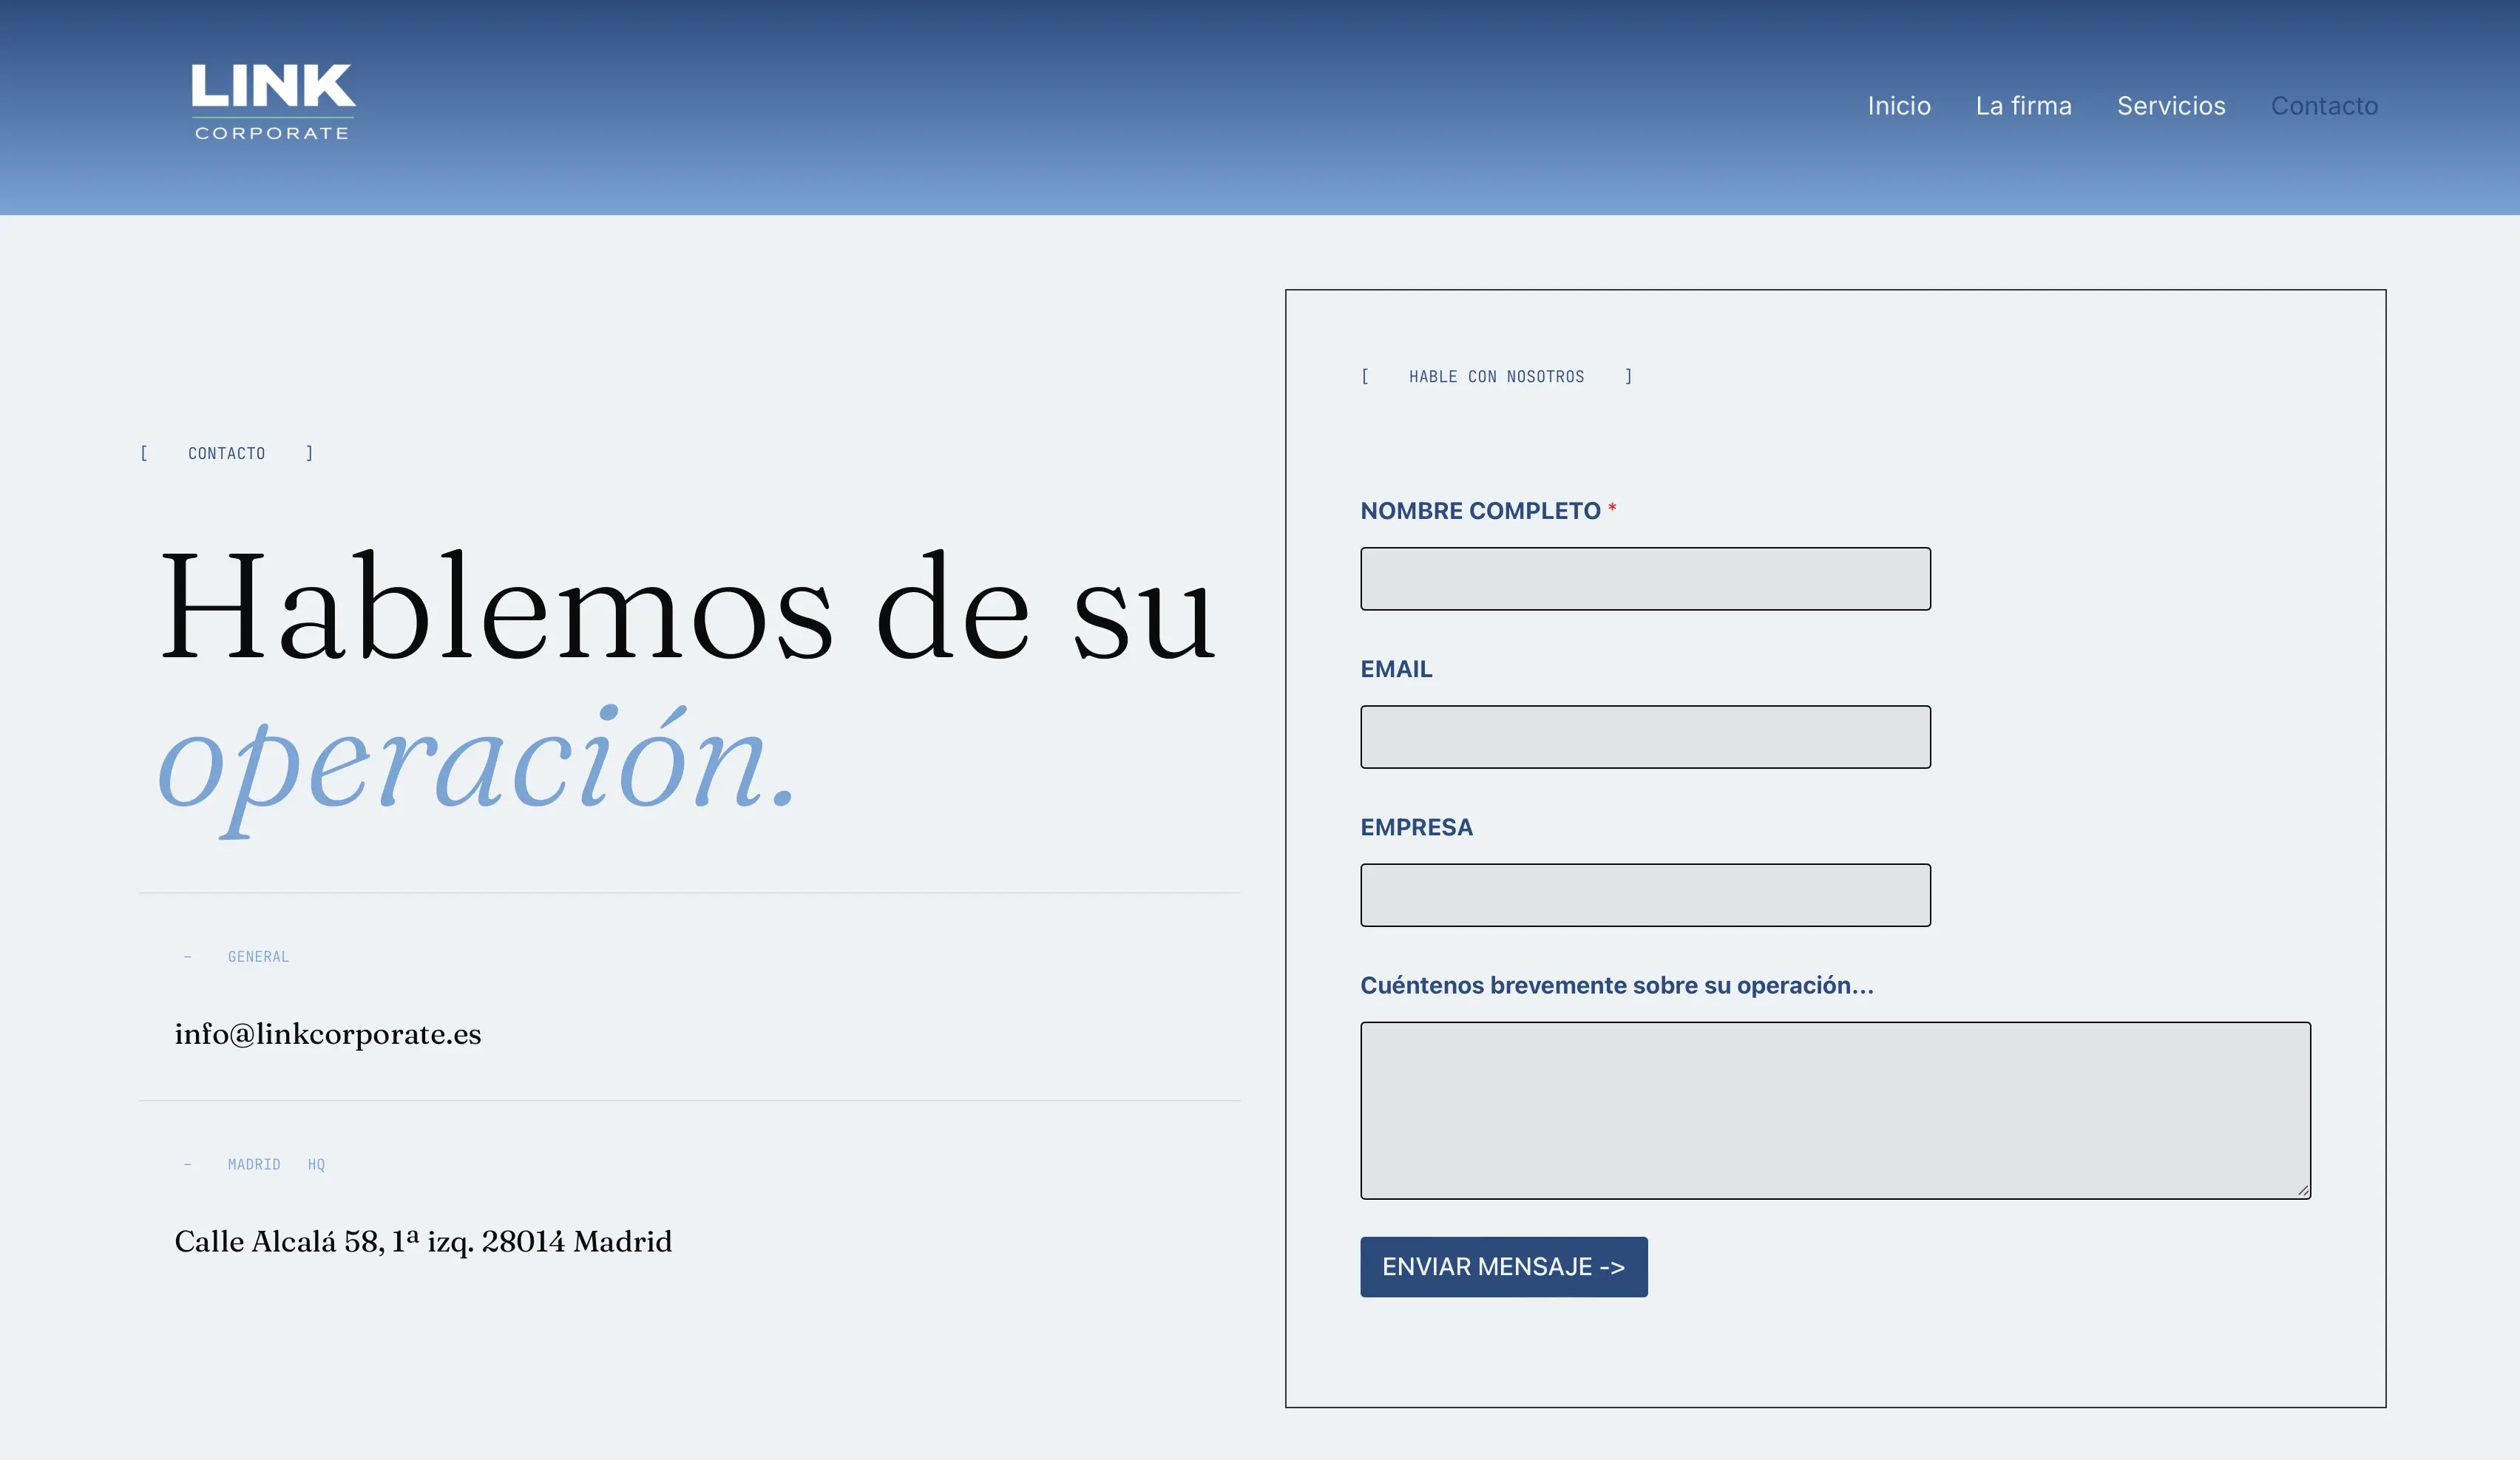 LINK
CORPORATE
Inicio La firma Servicios Contacto
[ CONTACTO ]
Hablemos de su
operación.
– GENERAL
info@linkcorporate.es
– MADRID HQ
Calle Alcalá 58, 1ª izq. 28014 Madrid
[ HABLE CON NOSOTROS ]
NOMBRE COMPLETO *
EMAIL
EMPRESA
Cuéntenos brevemente sobre su operación...
ENVIAR MENSAJE ->